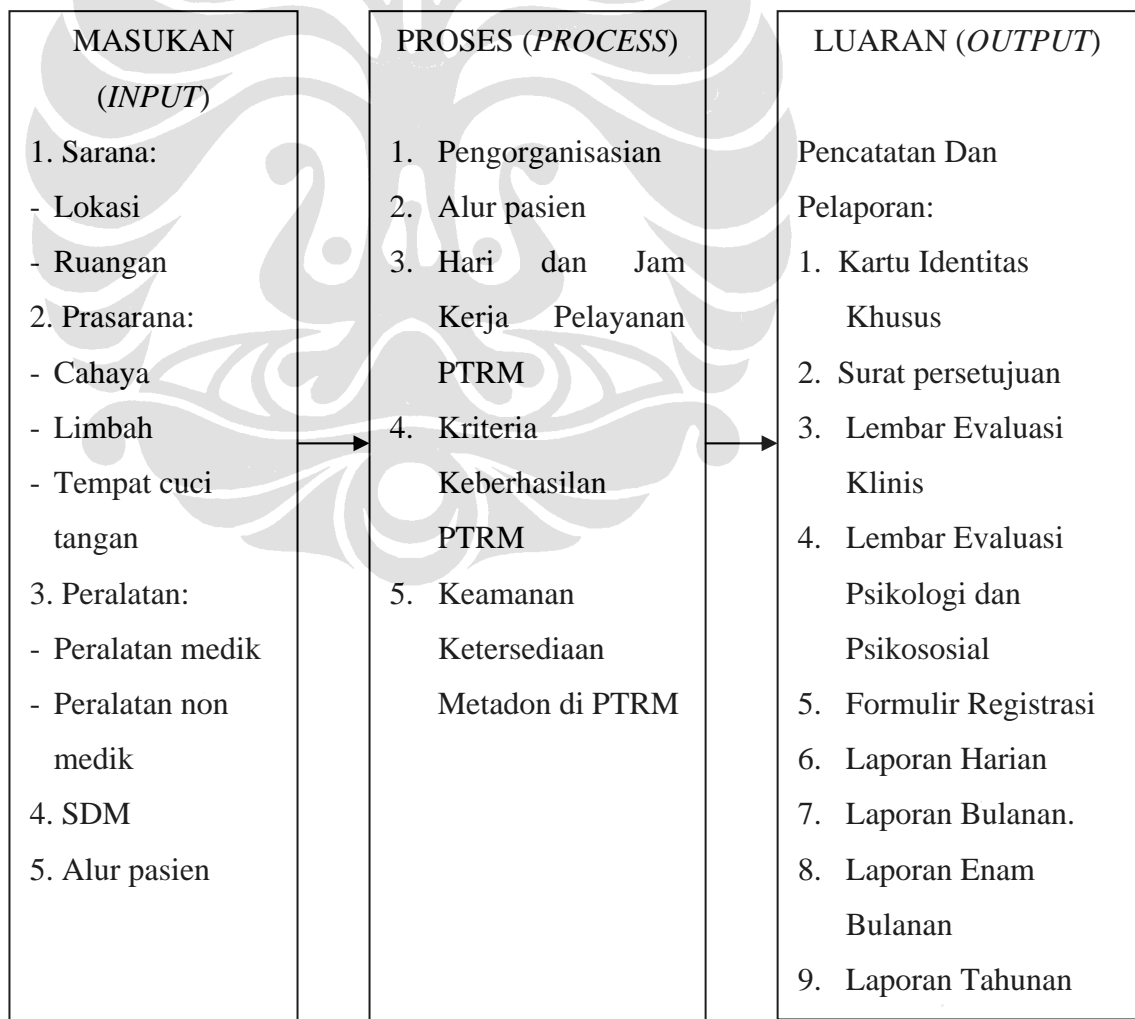 MASUKAN
(INPUT)
1. Sarana:
- Lokasi
- Ruangan
2. Prasarana:
- Cahaya
- Limbah
- Tempat cuci
tangan
3. Peralatan:
- Peralatan medik
- Peralatan non
medik
4. SDM
5. Alur pasien
PROSES (PROCESS)
1. Pengorganisasian
2. Alur pasien
3. Hari dan Jam
Kerja Pelayanan
PTRM
4. Kriteria
Keberhasilan
PTRM
5. Keamanan
Ketersediaan
Metadon di PTRM
LUARAN (OUTPUT)
Pencatatan Dan
Pelaporan:
1. Kartu Identitas
Khusus
2. Surat persetujuan
3. Lembar Evaluasi
Klinis
4. Lembar Evaluasi
Psikologi dan
Psikososial
5. Formulir Registrasi
6. Laporan Harian
7. Laporan Bulanan.
8. Laporan Enam
Bulanan
9. Laporan Tahunan